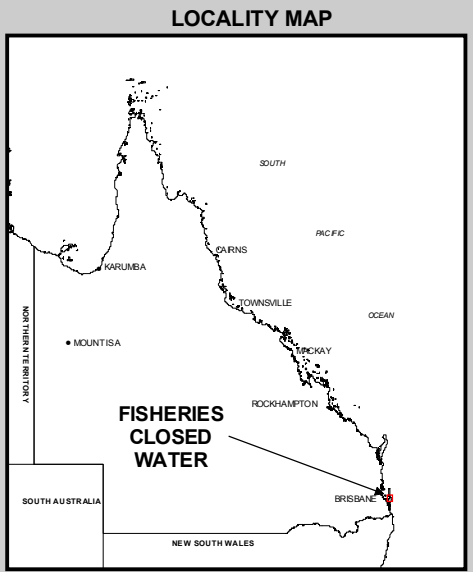 LOCALITY MAP
SOUTH
PACIFIC
CAIRNS
KARUMBA
TOWNSVILLE
OCEAN
NORTHERN TERRITORY
MOUNT ISA
MACKAY
ROCKHAMPTON
FISHERIES
CLOSED
WATER
BRISBANE
SOUTH AUSTRALIA
NEW SOUTH WALES